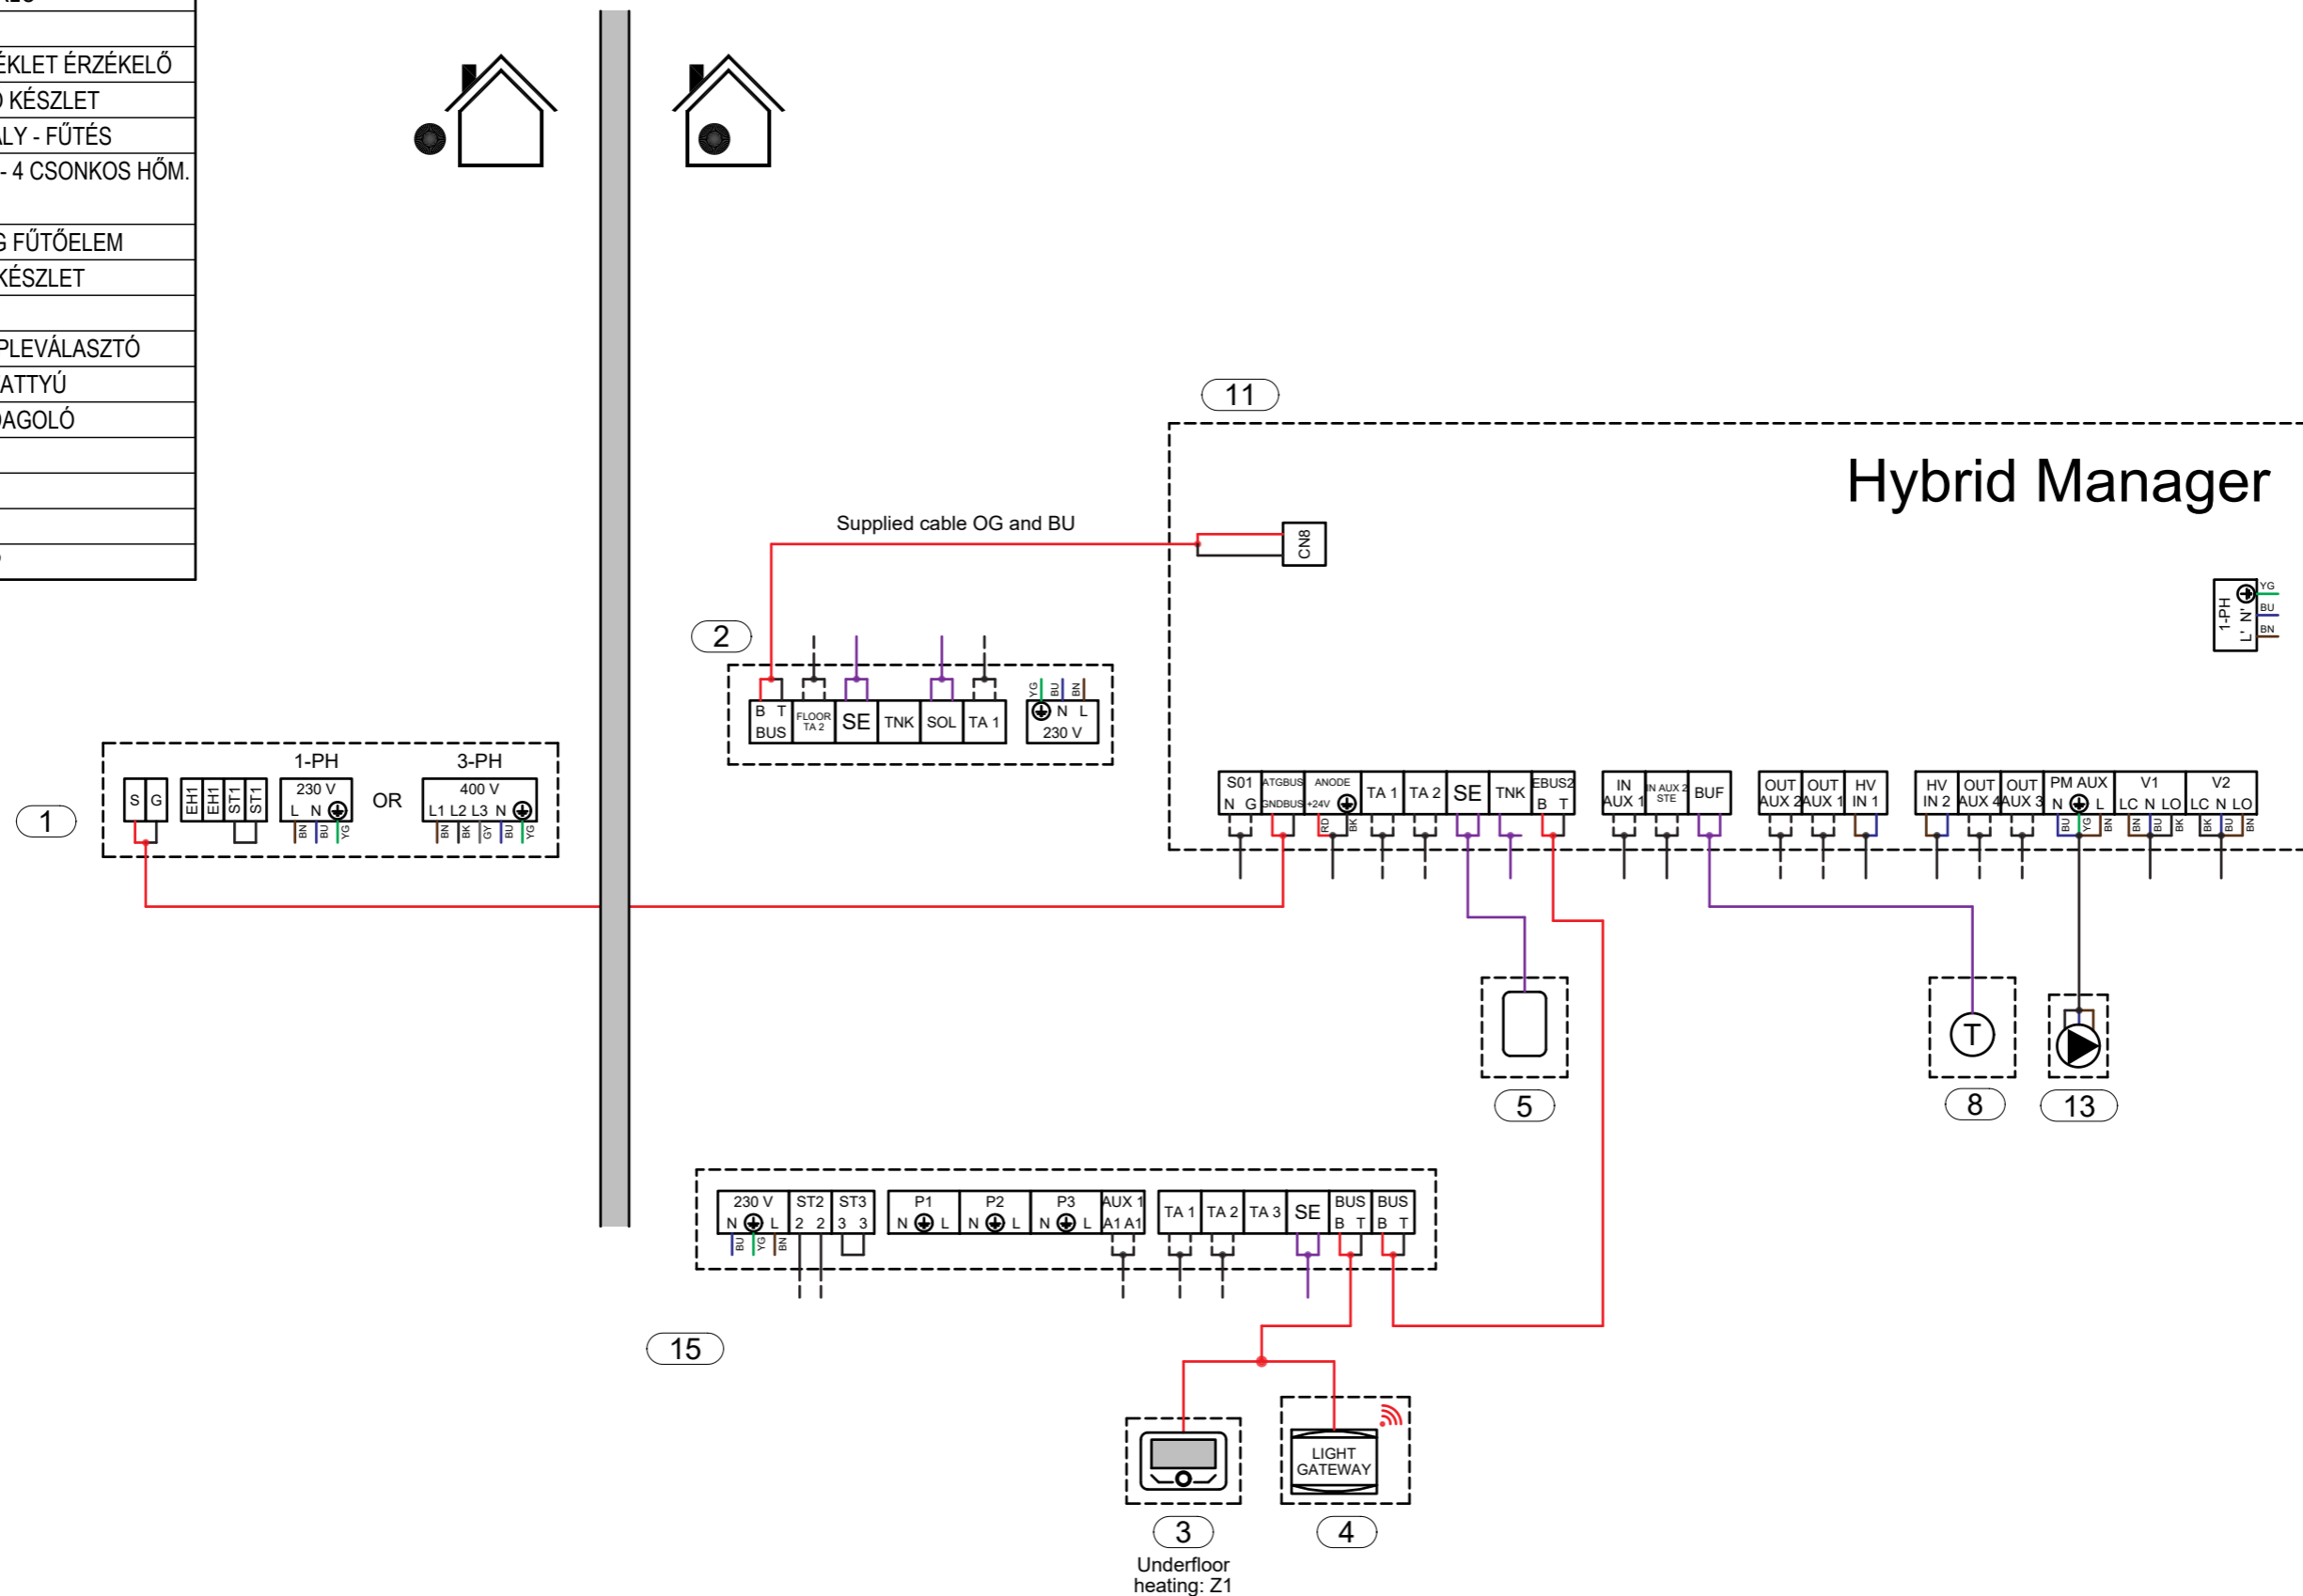 ÉKLET ÉRZÉKELŐ
KÉSZLET
ÁLY - FŰTÉS
- 4 CSONKOS HŐM.
G FŰTŐELEM
KÉSZLET
PLEVÁLASZTÓ
ATTYÚ
DAGOLÓ
11
Hybrid Manager
Supplied cable OG and BU
CN8
1-PH
L' N'
YG
BU
BN
2
YG BU BN
B T
BUS
FLOOR
TA 2
SE
TNK
SOL
TA 1
N L
230 V
1
S G
EH1 EH1 ST1 ST1
1-PH
230 V
L N
BN BU YG
OR
3-PH
400 V
L1 L2 L3 N
BN BK GY BU YG
S01
N G
ATGBUS
GNDBUS
ANODE
+24V
RD BK
TA 1
TA 2
SE
TNK
EBUS2
B T
IN
AUX 1
IN AUX 2
STE
BUF
OUT
AUX 2
OUT
AUX 1
HV
IN 1
HV
IN 2
OUT
AUX 4
OUT
AUX 3
PM AUX
N L
BU YG BN
V1
LC N LO
BN BU BK
V2
LC N LO
BK BU BN
5
T
8
13
230 V
N L
BU YG BN
ST2
2 2
ST3
3 3
P1
N L
P2
N L
P3
N L
AUX 1
A1 A1
TA 1
TA 2
TA 3
SE
BUS
B T
BUS
B T
15
LIGHT
GATEWAY
3
4
Underfloor
heating: Z1